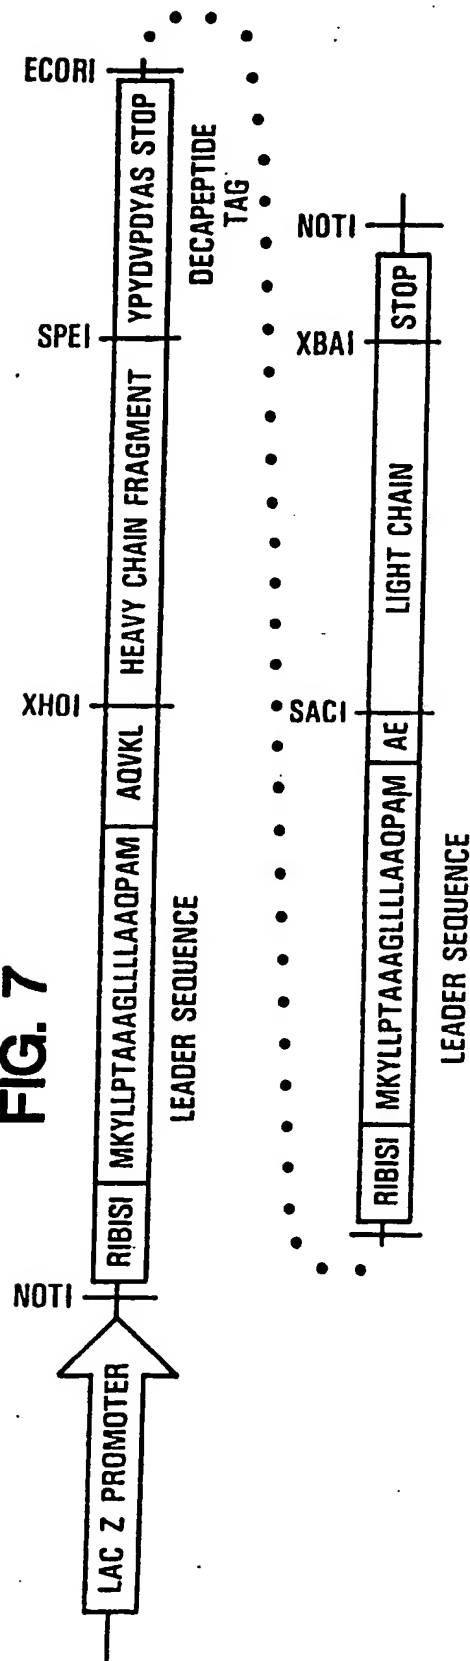 FIG. 7
LAC Z PROMOTER
NOTI
RIBISI
MKYLLPTAAAGLLLLAAQPAM
LEADER SEQUENCE
AQVKL
XHOI
HEAVY CHAIN FRAGMENT
SPEI
YPYDVPDYAS STOP
DECAPEPTIDE
TAG
ECORI
RIBISI
MKYLLPTAAAGLLLLAAQPAM
LEADER SEQUENCE
AE
SACI
LIGHT CHAIN
XBAI
STOP
NOTI